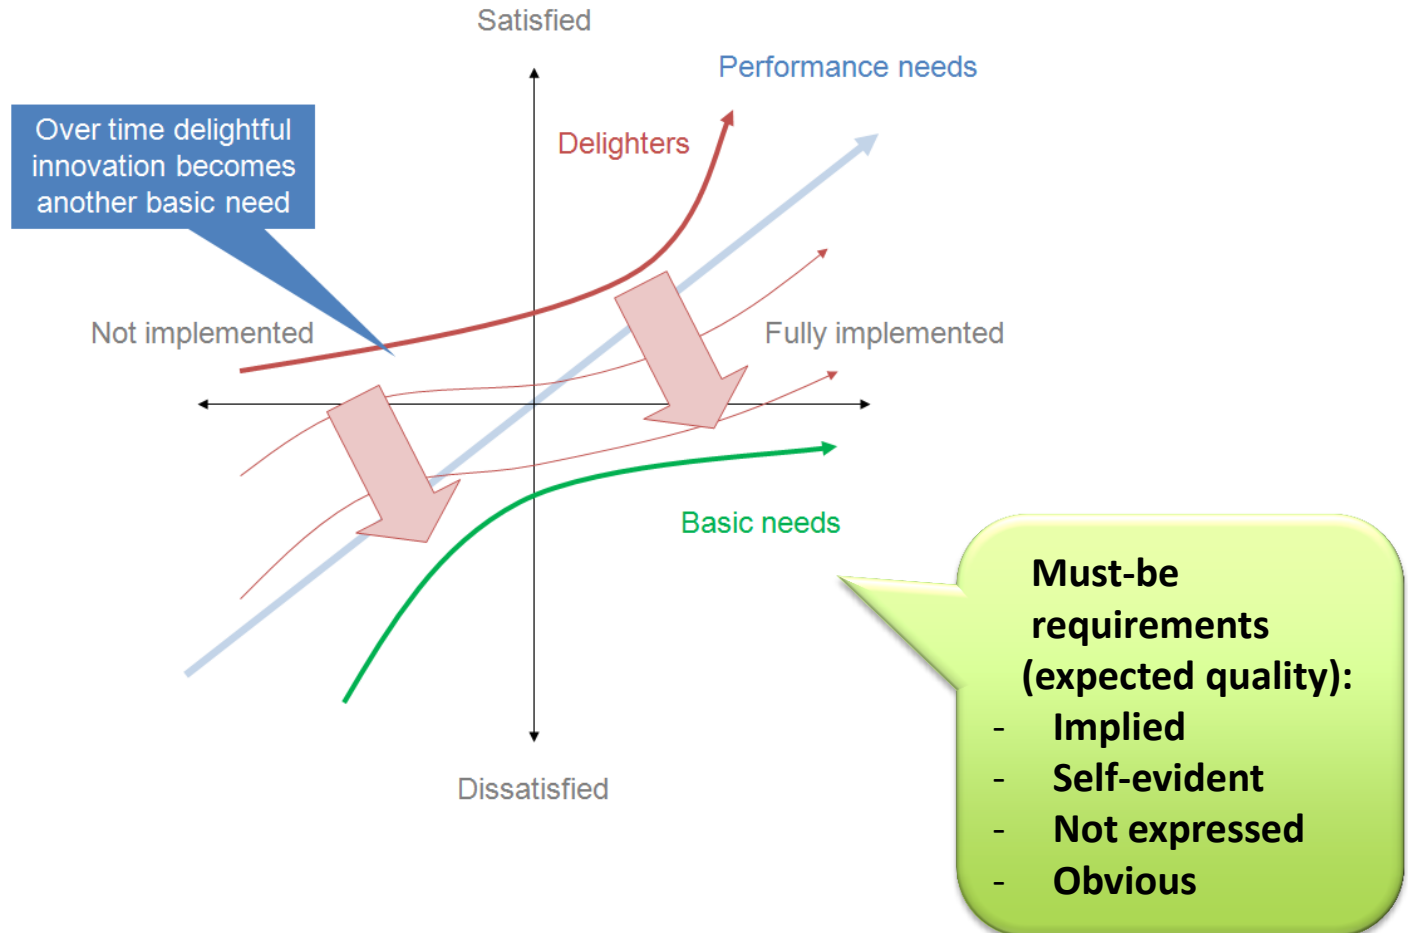 Satisfied
Performance needs
Over time delightful
innovation becomes
another basic need
Delighters
Not implemented
Fully implemented
Basic needs
Must-be
requirements
(expected quality):
- Implied
- Self-evident
- Not expressed
- Obvious
Dissatisfied